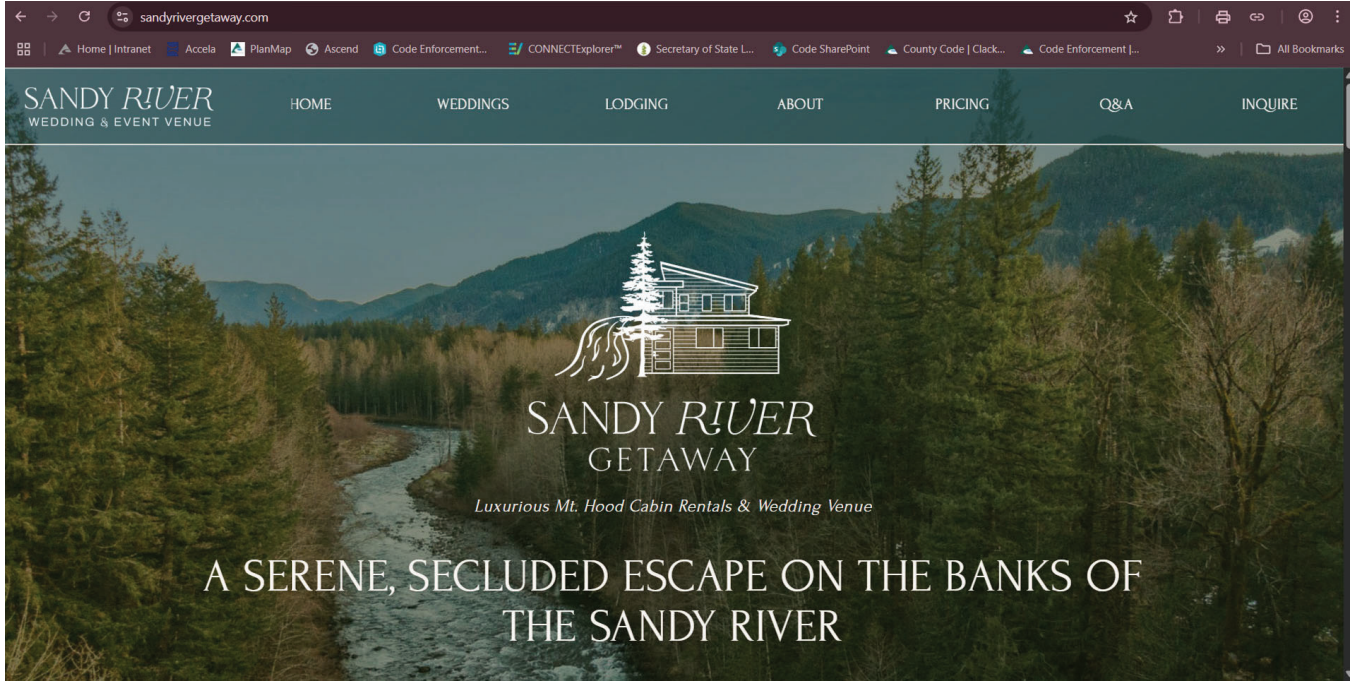 sandyrivergetaway.com
Home | Intranet Accela PlanMap Ascend Code Enforcement... CONNECTExplorer™ Secretary of State L... Code SharePoint County Code | Clack... Code Enforcement |... » All Bookmarks
SANDY RIVER
WEDDING & EVENT VENUE
HOME WEDDINGS LODGING ABOUT PRICING Q&A INQUIRE
SANDY RIVER
GETAWAY
Luxurious Mt. Hood Cabin Rentals & Wedding Venue
A SERENE, SECLUDED ESCAPE ON THE BANKS OF
THE SANDY RIVER